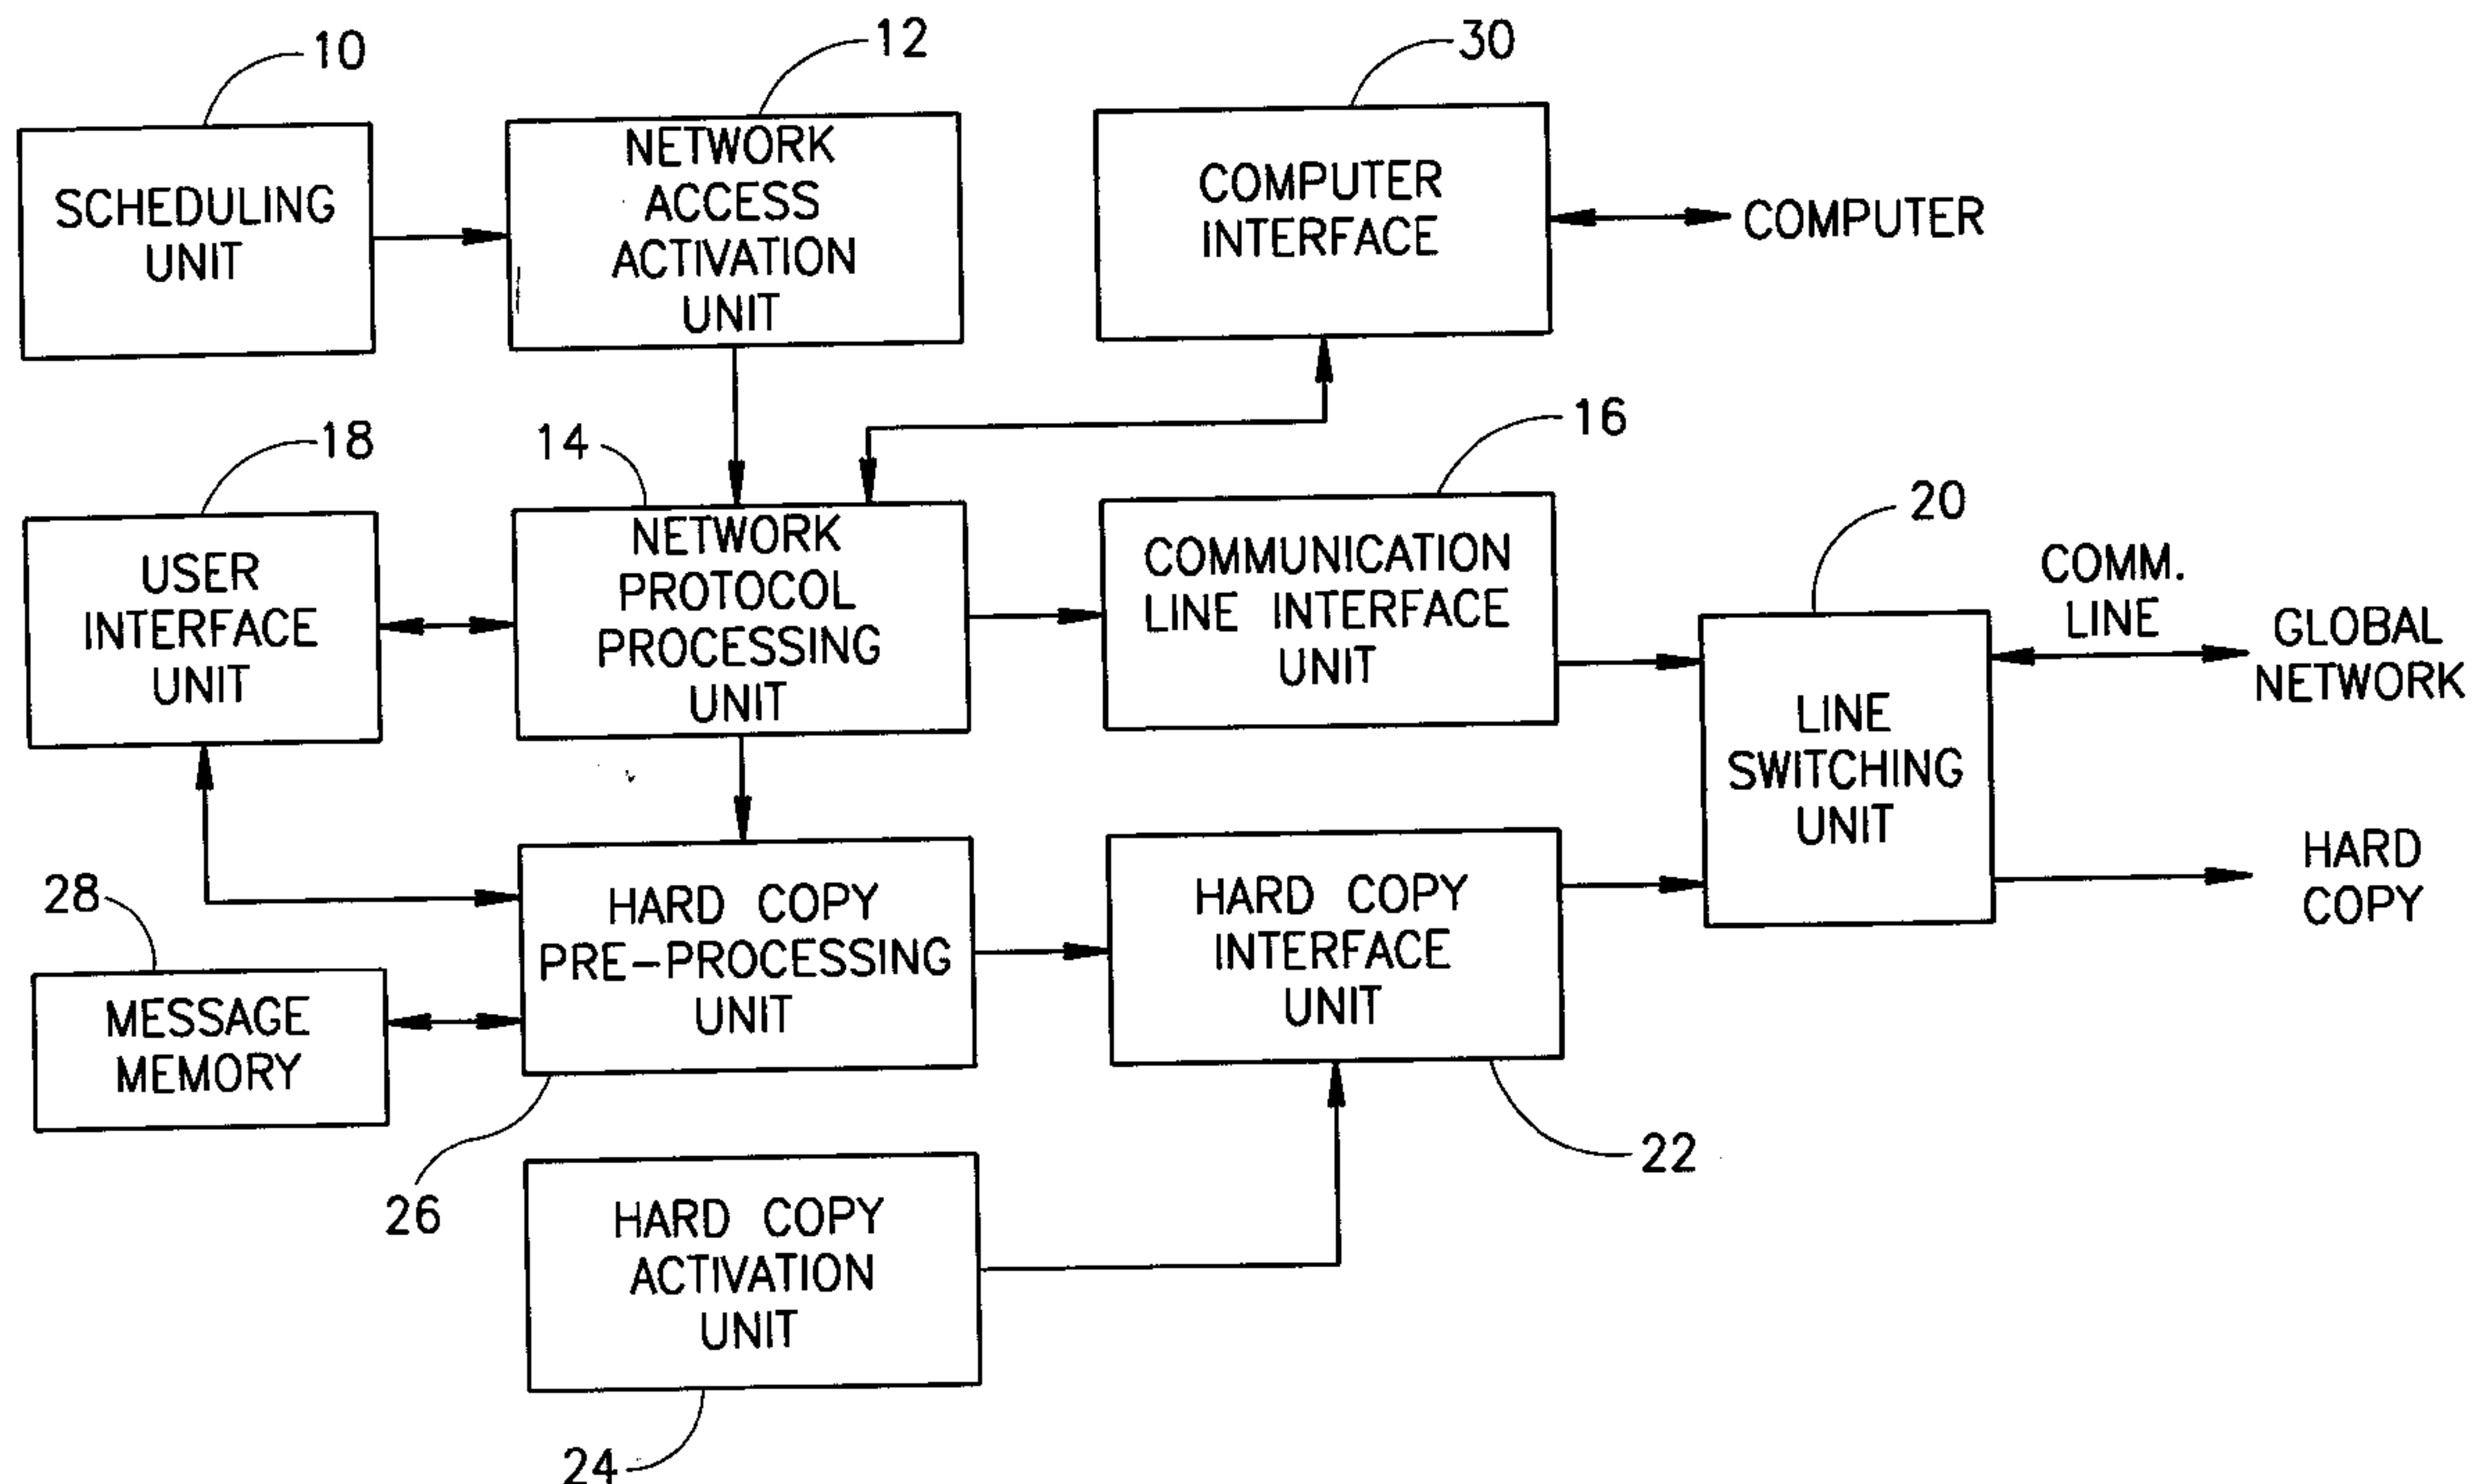 10
12
30
SCHEDULING
UNIT
NETWORK
ACCESS
ACTIVATION
UNIT
COMPUTER
INTERFACE
COMPUTER
18
14
16
20
USER
INTERFACE
UNIT
NETWORK
PROTOCOL
PROCESSING
UNIT
COMMUNICATION
LINE INTERFACE
UNIT
LINE
SWITCHING
UNIT
COMM.
LINE
GLOBAL
NETWORK
HARD
COPY
28
MESSAGE
MEMORY
HARD COPY
PRE-PROCESSING
UNIT
26
HARD COPY
INTERFACE
UNIT
22
HARD COPY
ACTIVATION
UNIT
24